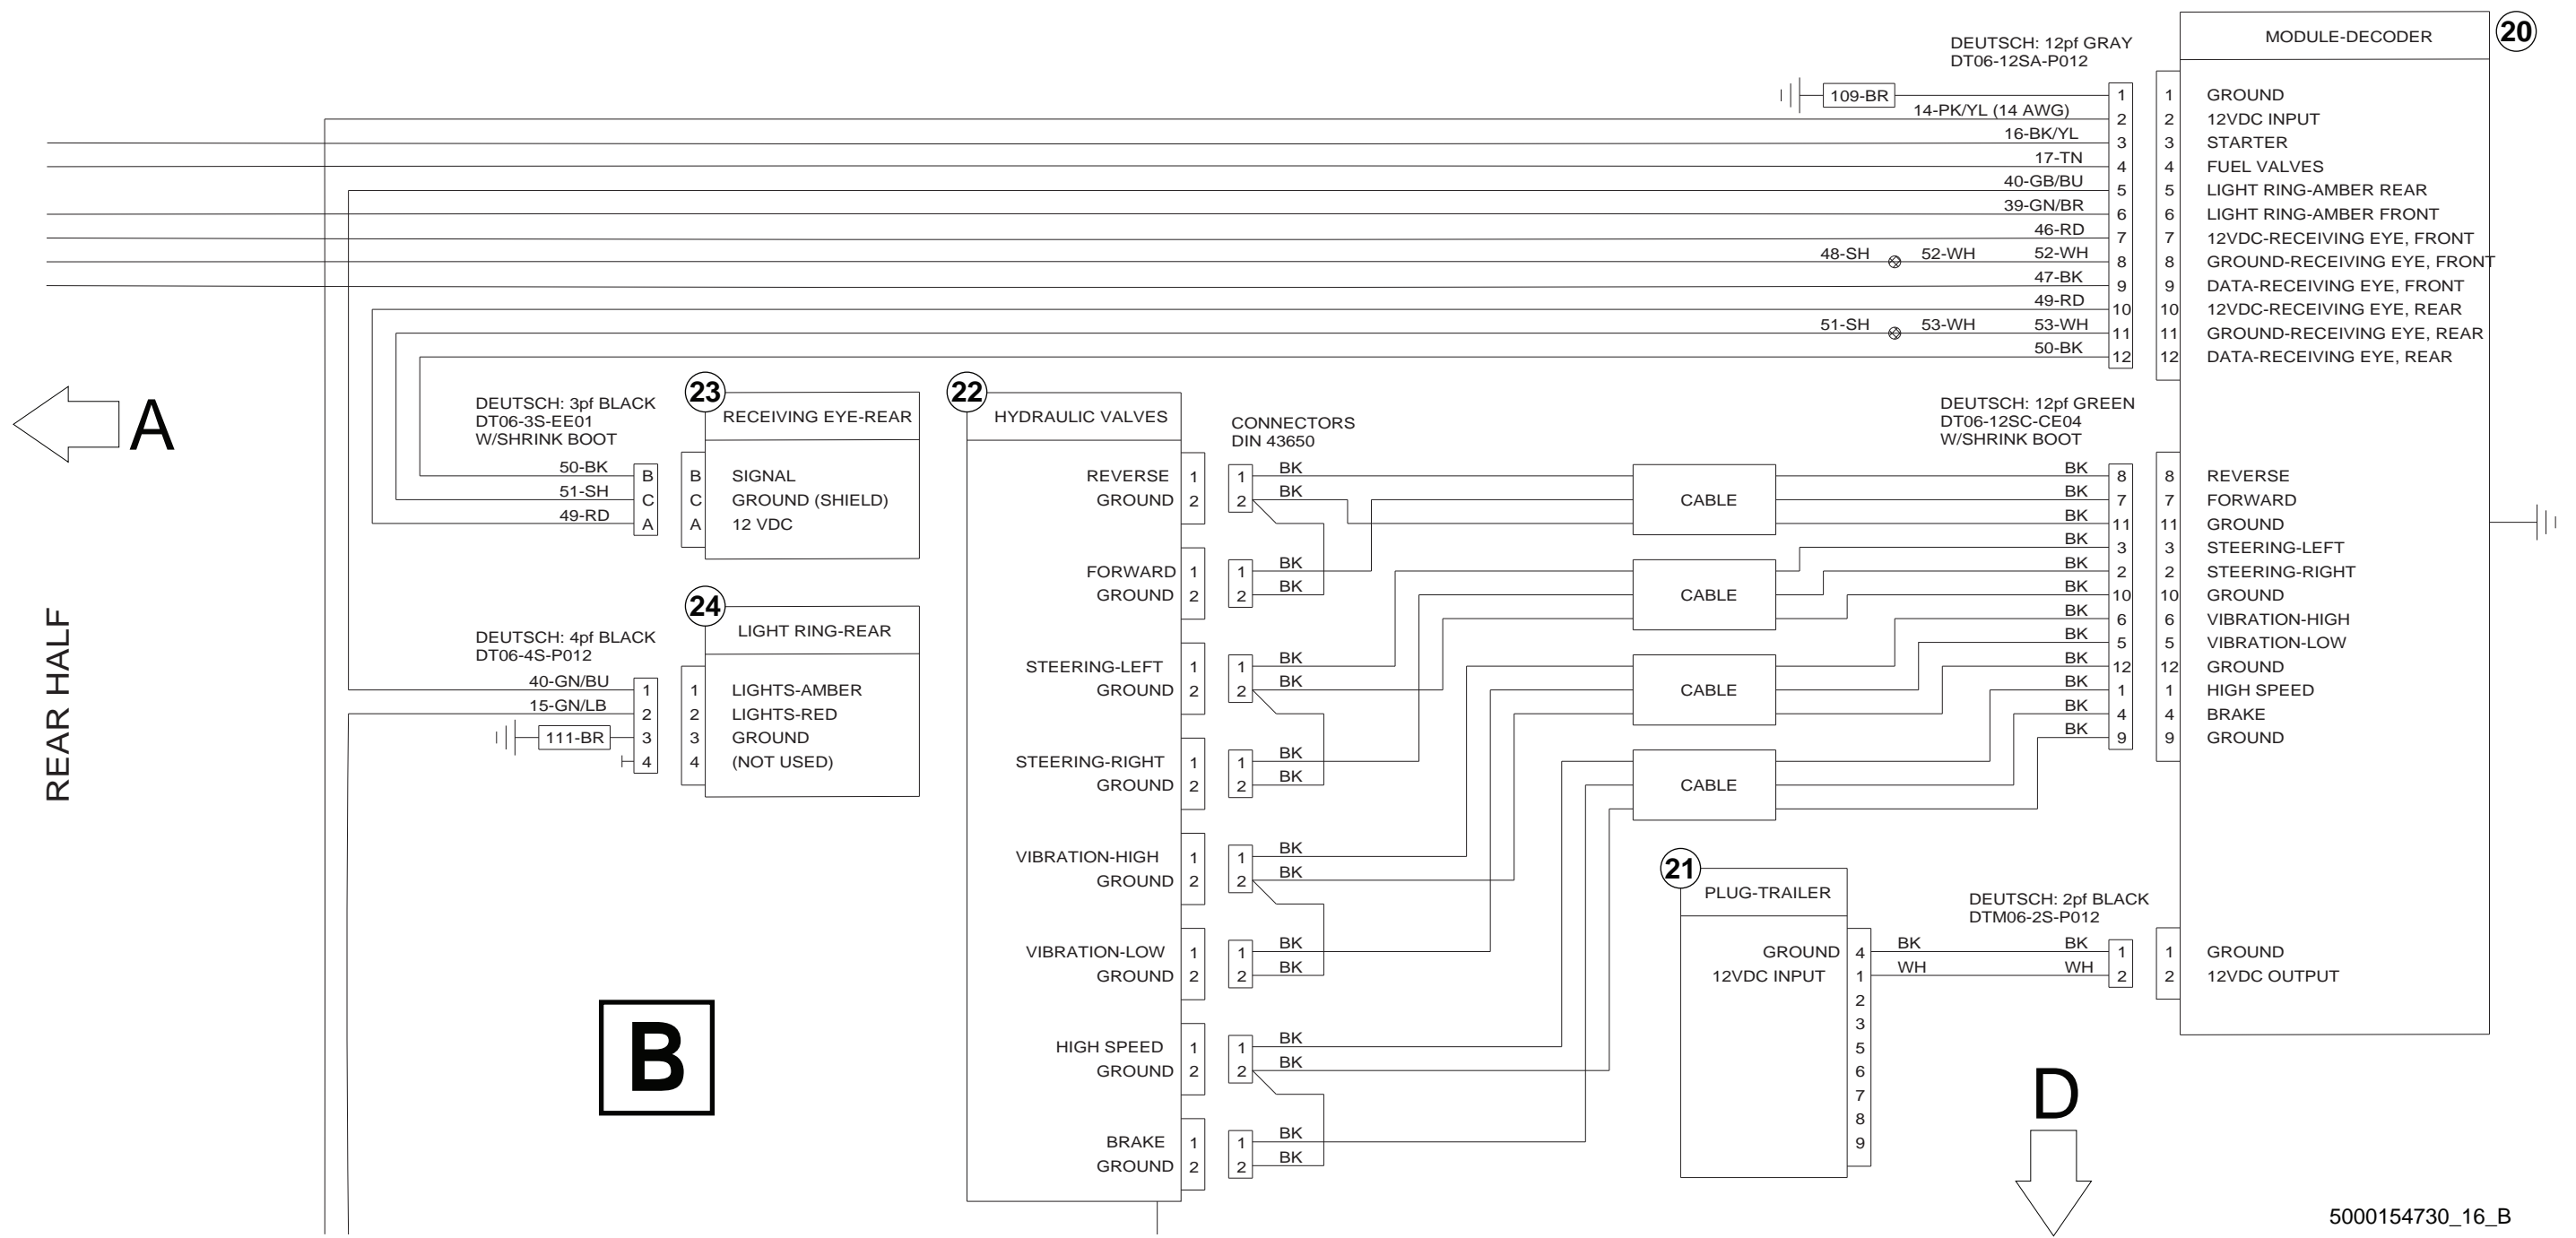 20
MODULE-DECODER
DEUTSCH: 12pf GRAY
DT06-12SA-P012
109-BR 1 1 GROUND
14-PK/YL (14 AWG) 2 2 12VDC INPUT
16-BK/YL 3 3 STARTER
17-TN 4 4 FUEL VALVES
40-GB/BU 5 5 LIGHT RING-AMBER REAR
39-GN/BR 6 6 LIGHT RING-AMBER FRONT
46-RD 7 7 12VDC-RECEIVING EYE, FRONT
48-SH 52-WH 52-WH 8 8 GROUND-RECEIVING EYE, FRONT
47-BK 9 9 DATA-RECEIVING EYE, FRONT
49-RD 10 10 12VDC-RECEIVING EYE, REAR
51-SH 53-WH 53-WH 11 11 GROUND-RECEIVING EYE, REAR
50-BK 12 12 DATA-RECEIVING EYE, REAR
A
REAR HALF
DEUTSCH: 3pf BLACK
DT06-3S-EE01
W/SHRINK BOOT
23
RECEIVING EYE-REAR
50-BK B B SIGNAL
51-SH C C GROUND (SHIELD)
49-RD A A 12 VDC
DEUTSCH: 4pf BLACK
DT06-4S-P012
24
LIGHT RING-REAR
40-GN/BU 1 1 LIGHTS-AMBER
15-GN/LB 2 2 LIGHTS-RED
111-BR 3 3 GROUND
4 4 (NOT USED)
B
22
HYDRAULIC VALVES
CONNECTORS
DIN 43650
REVERSE 1 1 BK
GROUND 2 2 BK
FORWARD 1 1 BK
GROUND 2 2 BK
STEERING-LEFT 1 1 BK
GROUND 2 2 BK
STEERING-RIGHT 1 1 BK
GROUND 2 2 BK
VIBRATION-HIGH 1 1 BK
GROUND 2 2 BK
VIBRATION-LOW 1 1 BK
GROUND 2 2 BK
HIGH SPEED 1 1 BK
GROUND 2 2 BK
BRAKE 1 1 BK
GROUND 2 2 BK
CABLE
CABLE
CABLE
CABLE
DEUTSCH: 12pf GREEN
DT06-12SC-CE04
W/SHRINK BOOT
BK 8 8 REVERSE
BK 7 7 FORWARD
BK 11 11 GROUND
BK 3 3 STEERING-LEFT
BK 2 2 STEERING-RIGHT
BK 10 10 GROUND
BK 6 6 VIBRATION-HIGH
BK 5 5 VIBRATION-LOW
BK 12 12 GROUND
BK 1 1 HIGH SPEED
BK 4 4 BRAKE
BK 9 9 GROUND
21
PLUG-TRAILER
DEUTSCH: 2pf BLACK
DTM06-2S-P012
GROUND 4 BK BK 1 1 GROUND
12VDC INPUT 1 WH WH 2 2 12VDC OUTPUT
2
3
5
6
7
8
9
D
5000154730_16_B